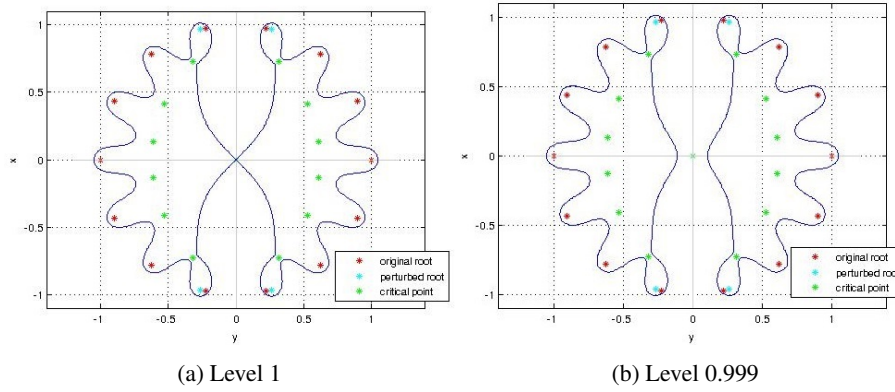 1
0.5
0
-0.5
-1
x
-1
-0.5
0
0.5
1
y
original root
perturbed root
critical point
(a) Level 1
1
0.5
0
-0.5
-1
x
-1
-0.5
0
0.5
1
y
original root
perturbed root
critical point
(b) Level 0.999